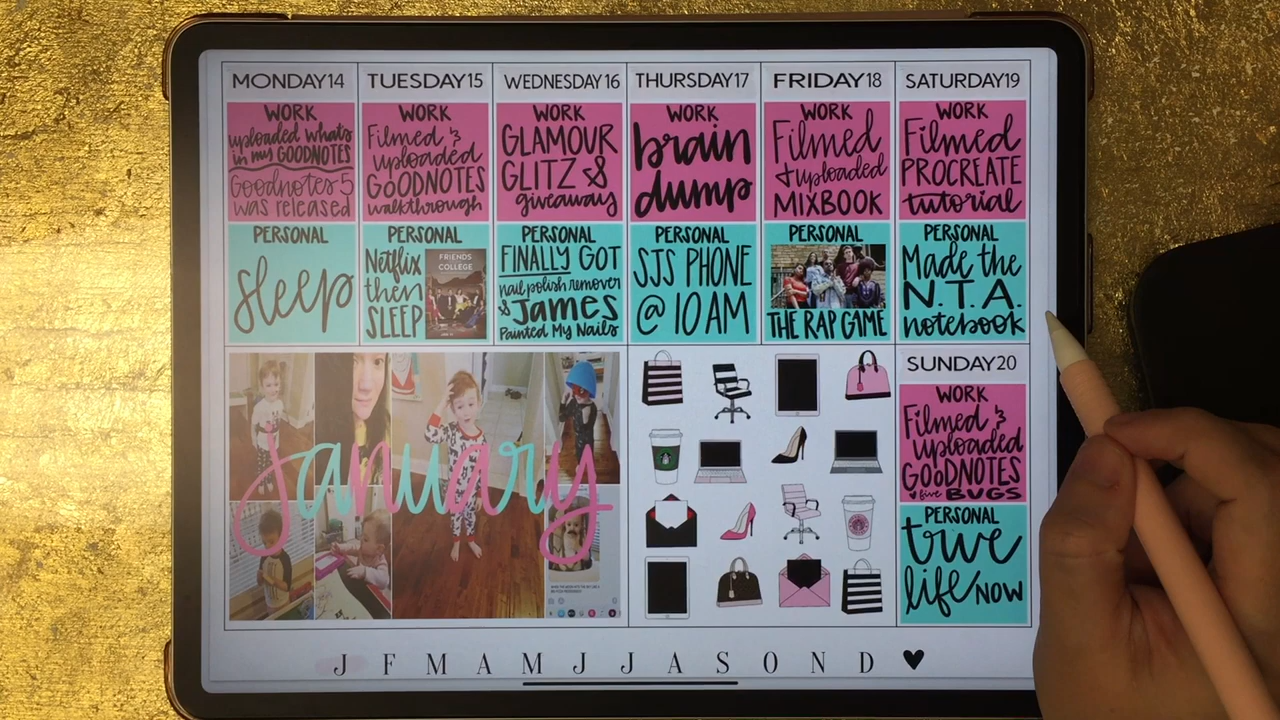 MONDAY14
WORK
uploaded whats
in my GOODNOTES
Goodnotes 5
was released
PERSONAL
sleep
TUESDAY15
WORK
Filmed &
uploaded
GOODNOTES
walkthrough
PERSONAL
Netflix
then
SLEEP
FRIENDS
FROM
COLLEGE
WEDNESDAY16
WORK
GLAMOUR
GLITZ &
giveaway
PERSONAL
FINALLY GOT
nail polish remover
& James
Painted My Nails
THURSDAY17
WORK
brain
dump
PERSONAL
SJS PHONE
@ 10 AM
FRIDAY18
WORK
Filmed
+ uploaded
MIXBOOK
PERSONAL
THE RAP GAME
SATURDAY19
WORK
Filmed
PROCREATE
tutorial
PERSONAL
Made the
N.T.A.
notebook
january
SUNDAY20
WORK
Filmed &
uploaded
GOODNOTES
five BUGS
PERSONAL
true
life NOW
J F M A M J J A S O N D